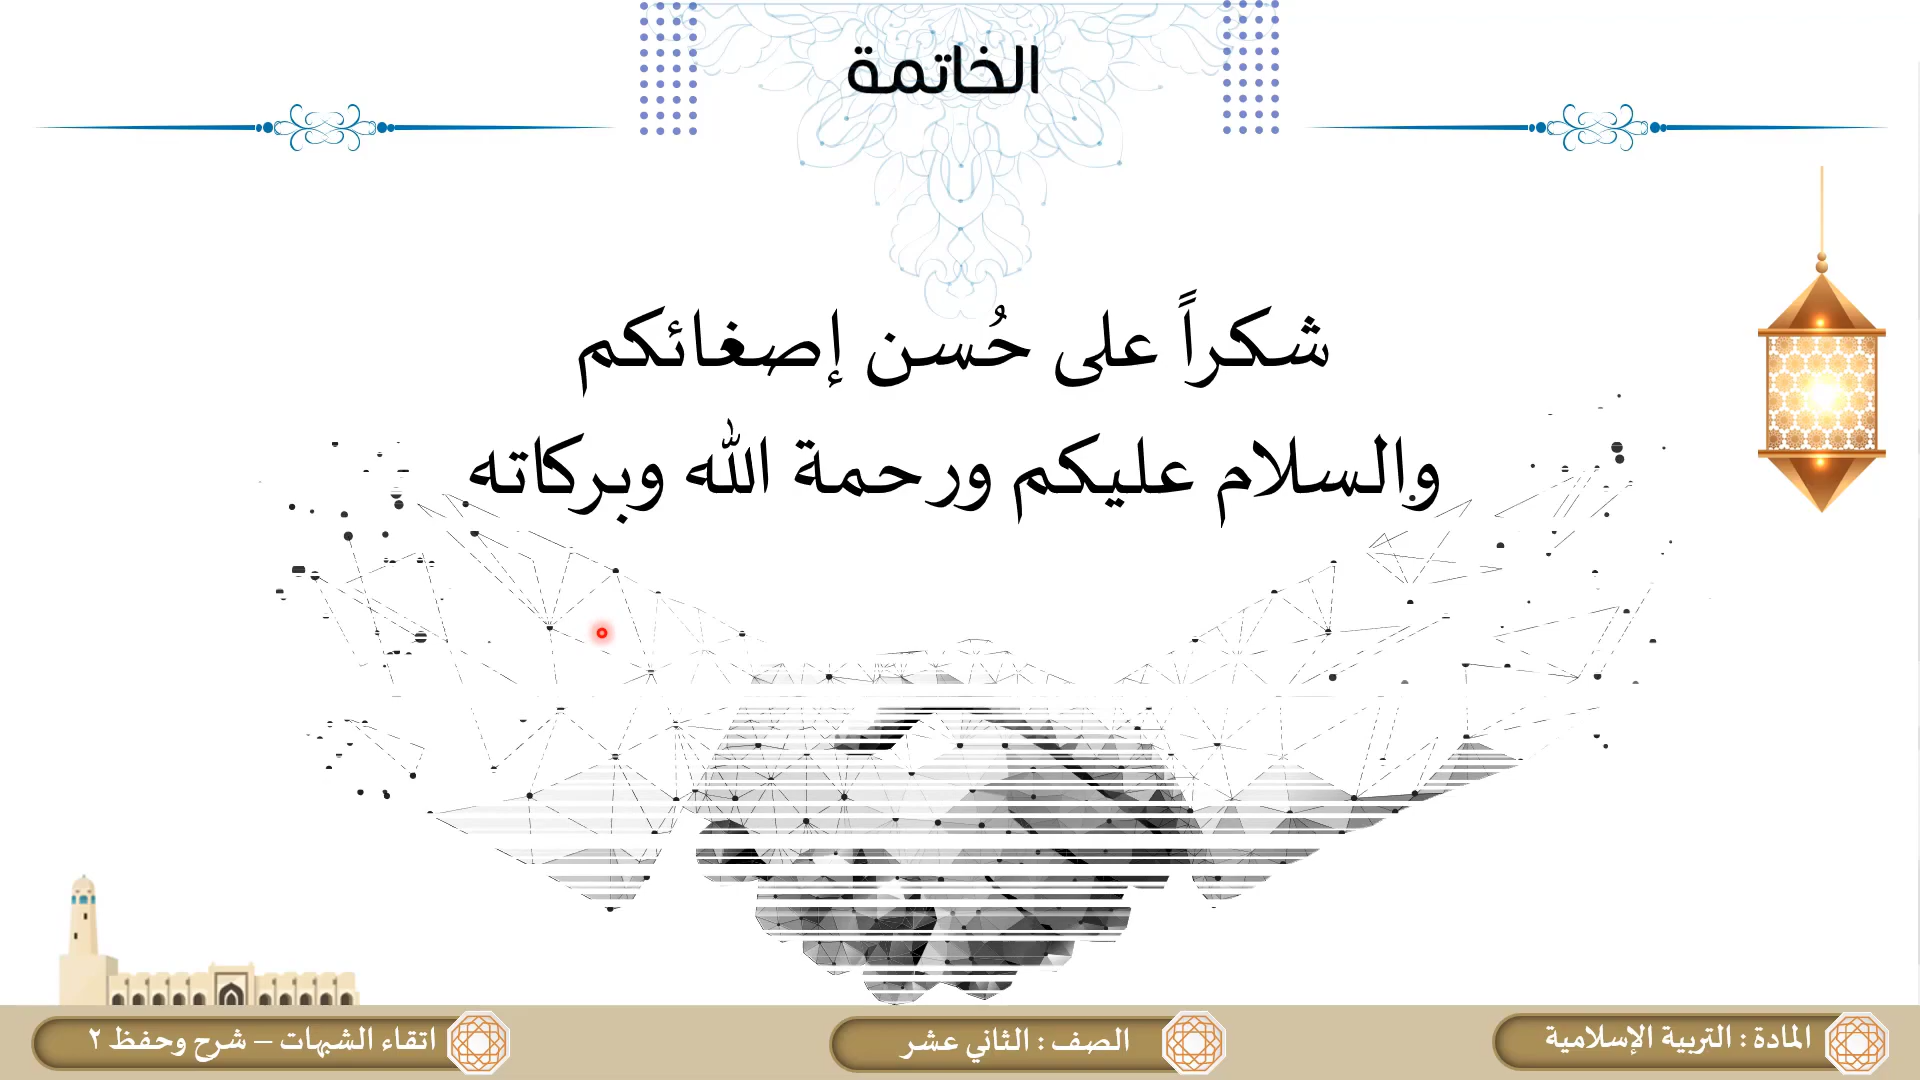 الخاتمة
شكراً على حُسن إصغائكم
والسلام عليكم ورحمة الله وبركاته
المادة : التربية الإسلامية
الصف : الثاني عشر
اتقاء الشبهات – شرح وحفظ ٢